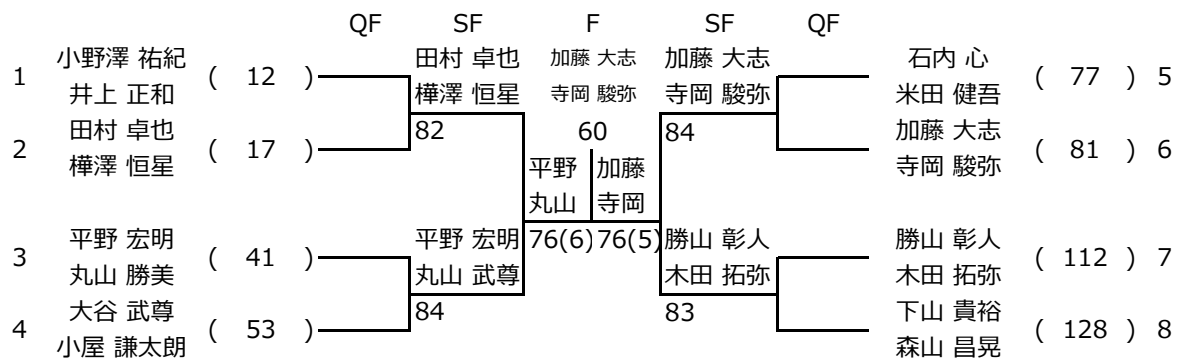 QF SF F SF QF
1 小野澤 祐紀 ( 12 ) 田村 卓也 加藤 大志 加藤 大志 石内 心 ( 77 ) 5
井上 正和 樺澤 恒星 寺岡 駿弥 寺岡 駿弥 米田 健吾
2 田村 卓也 ( 17 ) 82 60 84 加藤 大志 ( 81 ) 6
樺澤 恒星 平野 加藤 寺岡 駿弥
丸山 寺岡
3 平野 宏明 ( 41 ) 平野 宏明 76(6) 76(5) 勝山 彰人 勝山 彰人 ( 112 ) 7
丸山 勝美 丸山 武尊 木田 拓弥 木田 拓弥
4 大谷 武尊 ( 53 ) 84 83 下山 貴裕 ( 128 ) 8
小屋 謙太朗 森山 昌晃